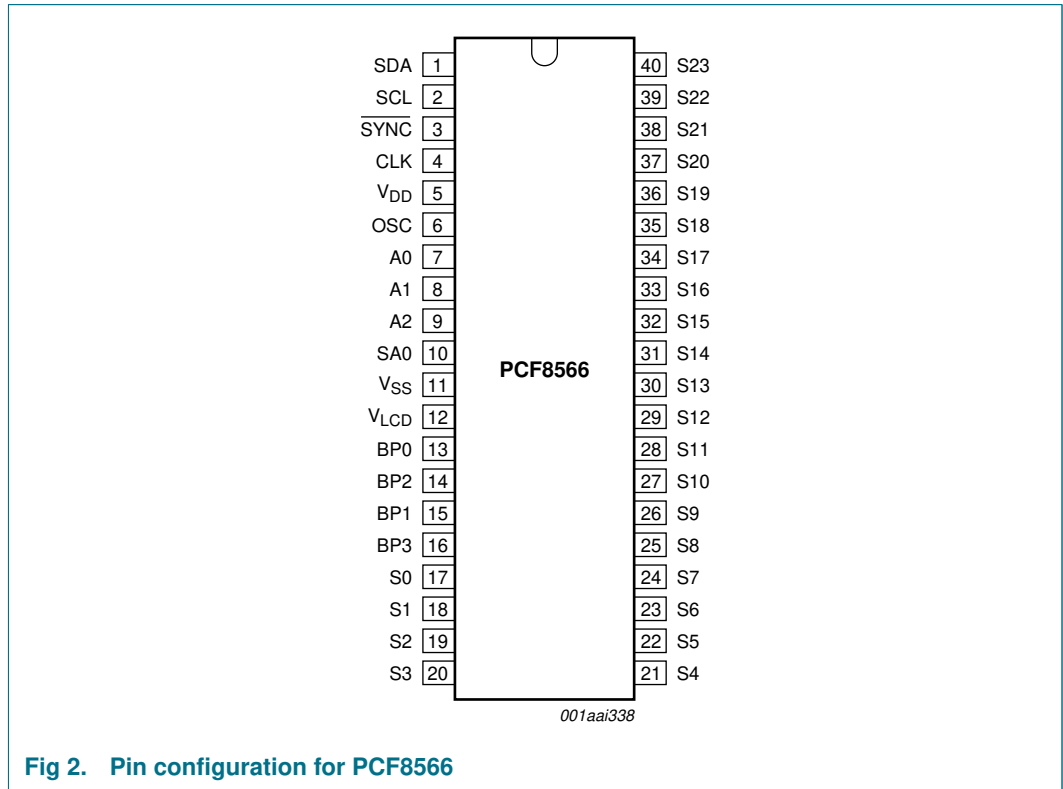 SDA 1
SCL 2
SYNC 3
CLK 4
VDD 5
OSC 6
A0 7
A1 8
A2 9
SA0 10
VSS 11
VLCD 12
BP0 13
BP2 14
BP1 15
BP3 16
S0 17
S1 18
S2 19
S3 20
PCF8566
40 S23
39 S22
38 S21
37 S20
36 S19
35 S18
34 S17
33 S16
32 S15
31 S14
30 S13
29 S12
28 S11
27 S10
26 S9
25 S8
24 S7
23 S6
22 S5
21 S4
001aai338
Fig 2. Pin configuration for PCF8566